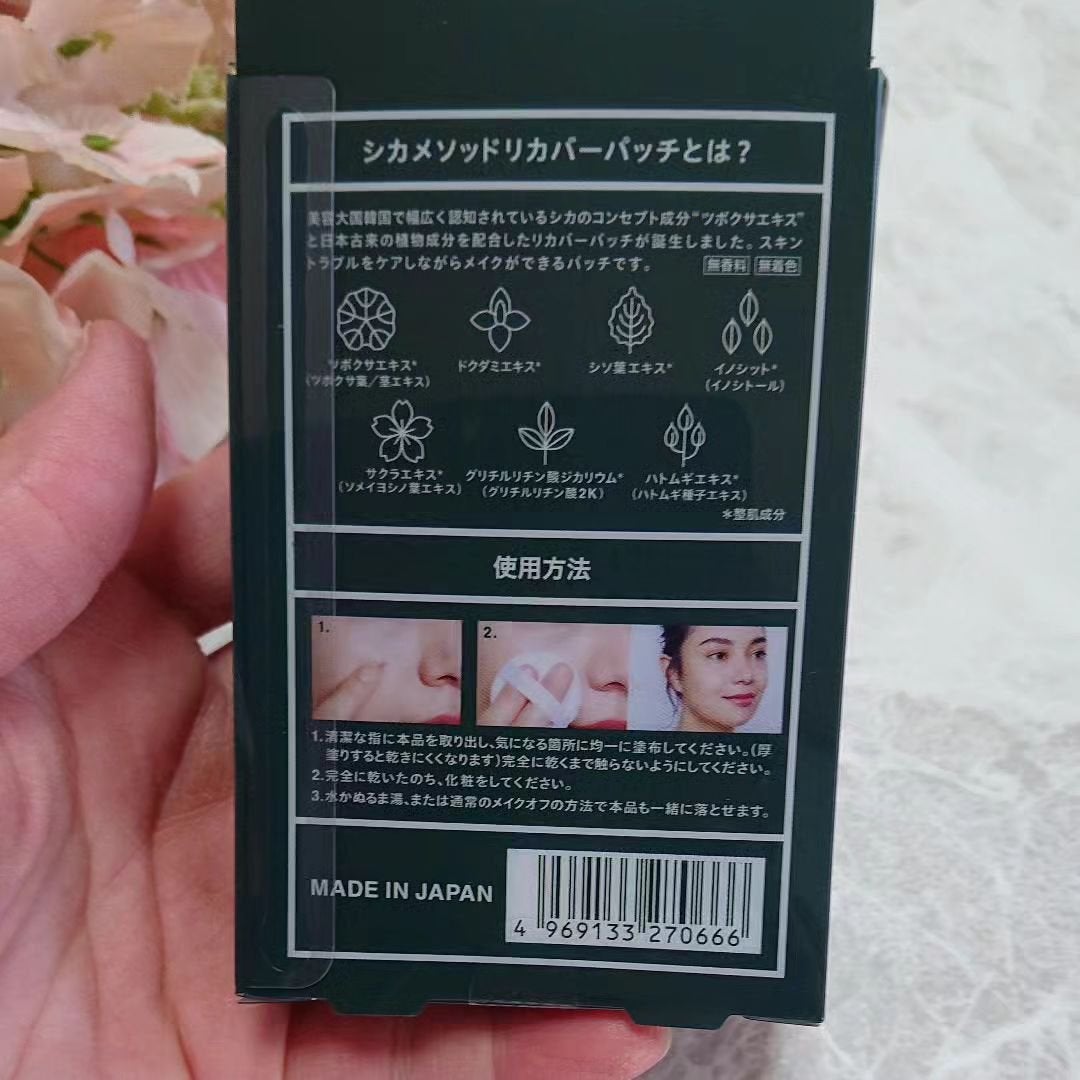 シカメソッドリカバーパッチとは？
美容大国韓国で幅広く認知されているシカのコンセプト成分“ツボクサエキス”
と日本古来の植物成分を配合したリカバーパッチが誕生しました。スキン
トラブルをケアしながらメイクができるパッチです。 無香料 無着色
ツボクサエキス* ドクダミエキス* シソ葉エキス* イノシット*
（ツボクサ葉／茎エキス） （イノシトール）
サクラエキス* グリチルリチン酸ジカリウム* ハトムギエキス*
（ソメイヨシノ葉エキス） （グリチルリチン酸2K） （ハトムギ種子エキス）
＊整肌成分
使用方法
1. 2.
1.清潔な指に本品を取り出し、気になる箇所に均一に塗布してください。（厚
塗りすると乾きにくくなります）完全に乾くまで触らないようにしてください。
2.完全に乾いたのち、化粧をしてください。
3.水かぬるま湯、または通常のメイクオフの方法で本品も一緒に落とせます。
MADE IN JAPAN
4 969133 270666